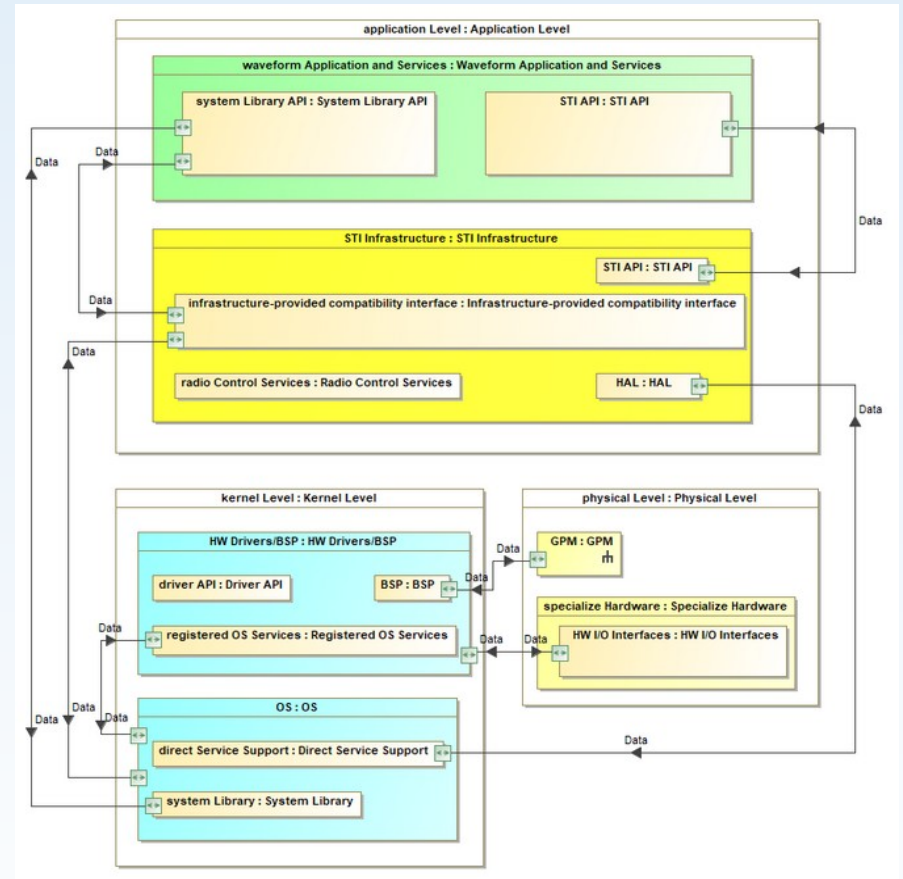 application Level : Application Level
waveform Application and Services : Waveform Application and Services
system Library API : System Library API
STI API : STI API
Data
Data
Data
STI Infrastructure : STI Infrastructure
STI API : STI API
Data
infrastructure-provided compatibility interface : Infrastructure-provided compatibility interface
Data
radio Control Services : Radio Control Services
HAL : HAL
Data
kernel Level : Kernel Level
physical Level : Physical Level
HW Drivers/BSP : HW Drivers/BSP
GPM : GPM
Data
driver API : Driver API
BSP : BSP
Data
specialize Hardware : Specialize Hardware
Data
registered OS Services : Registered OS Services
Data
Data
HW I/O Interfaces : HW I/O Interfaces
OS : OS
Data
Data
Data
direct Service Support : Direct Service Support
Data
system Library : System Library